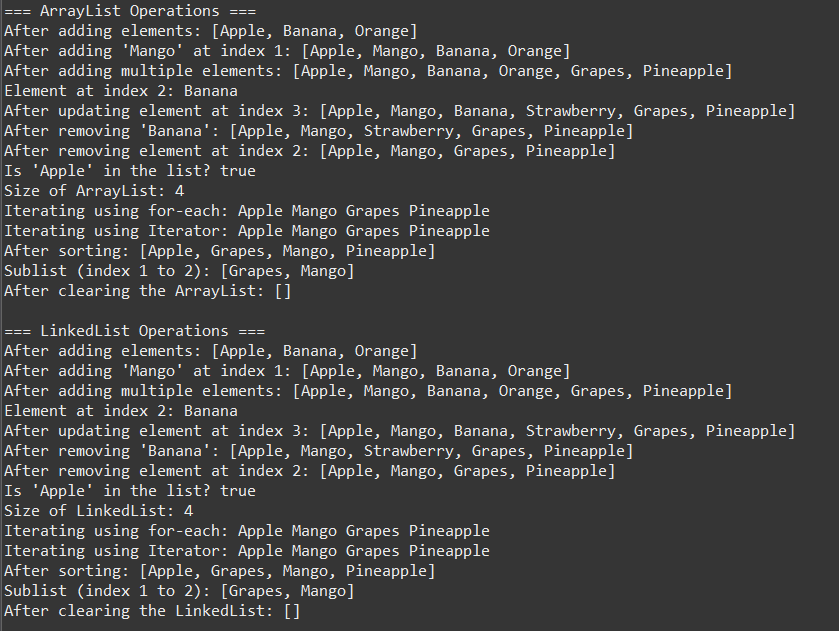 === ArrayList Operations ===
After adding elements: [Apple, Banana, Orange]
After adding 'Mango' at index 1: [Apple, Mango, Banana, Orange]
After adding multiple elements: [Apple, Mango, Banana, Orange, Grapes, Pineapple]
Element at index 2: Banana
After updating element at index 3: [Apple, Mango, Banana, Strawberry, Grapes, Pineapple]
After removing 'Banana': [Apple, Mango, Strawberry, Grapes, Pineapple]
After removing element at index 2: [Apple, Mango, Grapes, Pineapple]
Is 'Apple' in the list? true
Size of ArrayList: 4
Iterating using for-each: Apple Mango Grapes Pineapple
Iterating using Iterator: Apple Mango Grapes Pineapple
After sorting: [Apple, Grapes, Mango, Pineapple]
Sublist (index 1 to 2): [Grapes, Mango]
After clearing the ArrayList: []

=== LinkedList Operations ===
After adding elements: [Apple, Banana, Orange]
After adding 'Mango' at index 1: [Apple, Mango, Banana, Orange]
After adding multiple elements: [Apple, Mango, Banana, Orange, Grapes, Pineapple]
Element at index 2: Banana
After updating element at index 3: [Apple, Mango, Banana, Strawberry, Grapes, Pineapple]
After removing 'Banana': [Apple, Mango, Strawberry, Grapes, Pineapple]
After removing element at index 2: [Apple, Mango, Grapes, Pineapple]
Is 'Apple' in the list? true
Size of LinkedList: 4
Iterating using for-each: Apple Mango Grapes Pineapple
Iterating using Iterator: Apple Mango Grapes Pineapple
After sorting: [Apple, Grapes, Mango, Pineapple]
Sublist (index 1 to 2): [Grapes, Mango]
After clearing the LinkedList: []